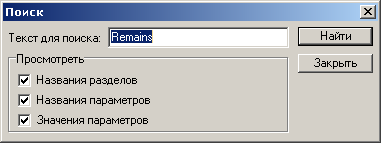 Поиск
Текст для поиска: Remains Найти
Закрыть
Просмотреть
Названия разделов
Названия параметров
Значения параметров